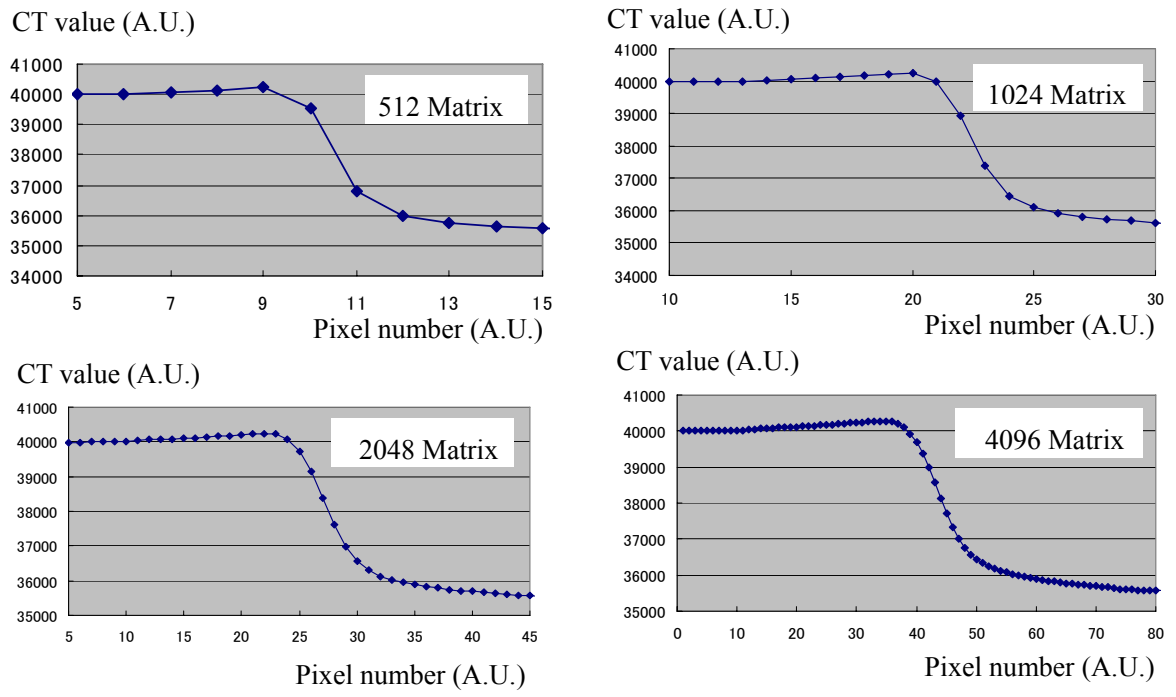 CT value (A.U.)
41000
40000
39000
38000
37000
36000
35000
34000
512 Matrix
5 7 9 11 13 15
Pixel number (A.U.)
CT value (A.U.)
41000
40000
39000
38000
37000
36000
35000
34000
1024 Matrix
10 15 20 25 30
Pixel number (A.U.)
CT value (A.U.)
41000
40000
39000
38000
37000
36000
35000
2048 Matrix
5 10 15 20 25 30 35 40 45
Pixel number (A.U.)
CT value (A.U.)
41000
40000
39000
38000
37000
36000
35000
4096 Matrix
0 10 20 30 40 50 60 70 80
Pixel number (A.U.)